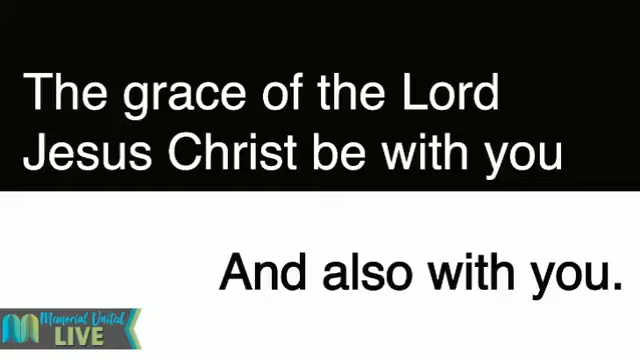 The grace of the Lord
Jesus Christ be with you
And also with you.
Memorial United
LIVE